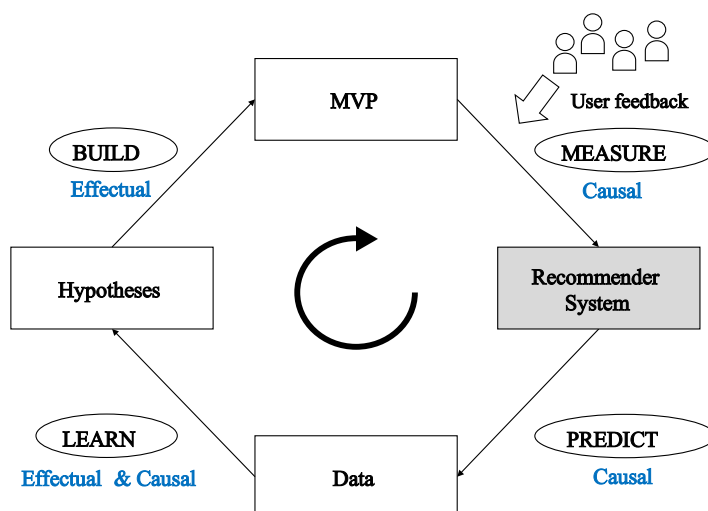 MVP
User feedback
BUILD
Effectual
MEASURE
Causal
Hypotheses
Recommender
System
LEARN
Effectual & Causal
Data
PREDICT
Causal